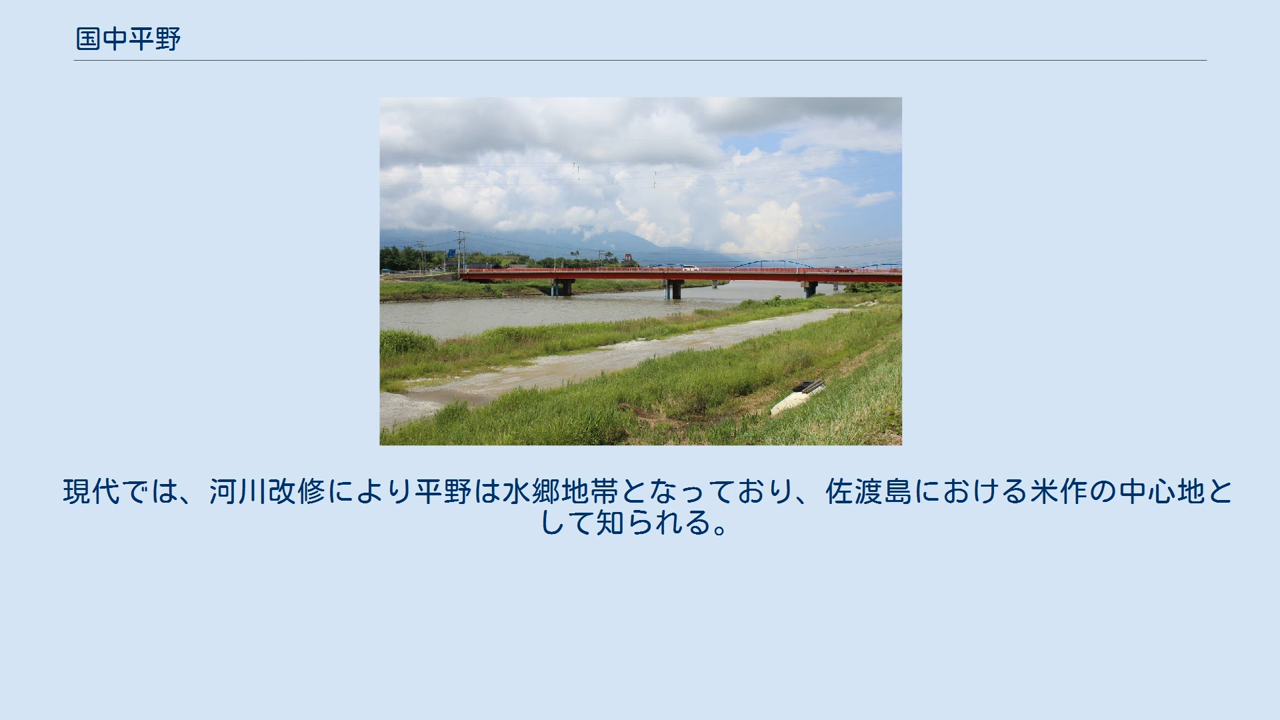 国中平野
現代では、河川改修により平野は水郷地帯となっており、佐渡島における米作の中心地と
して知られる。